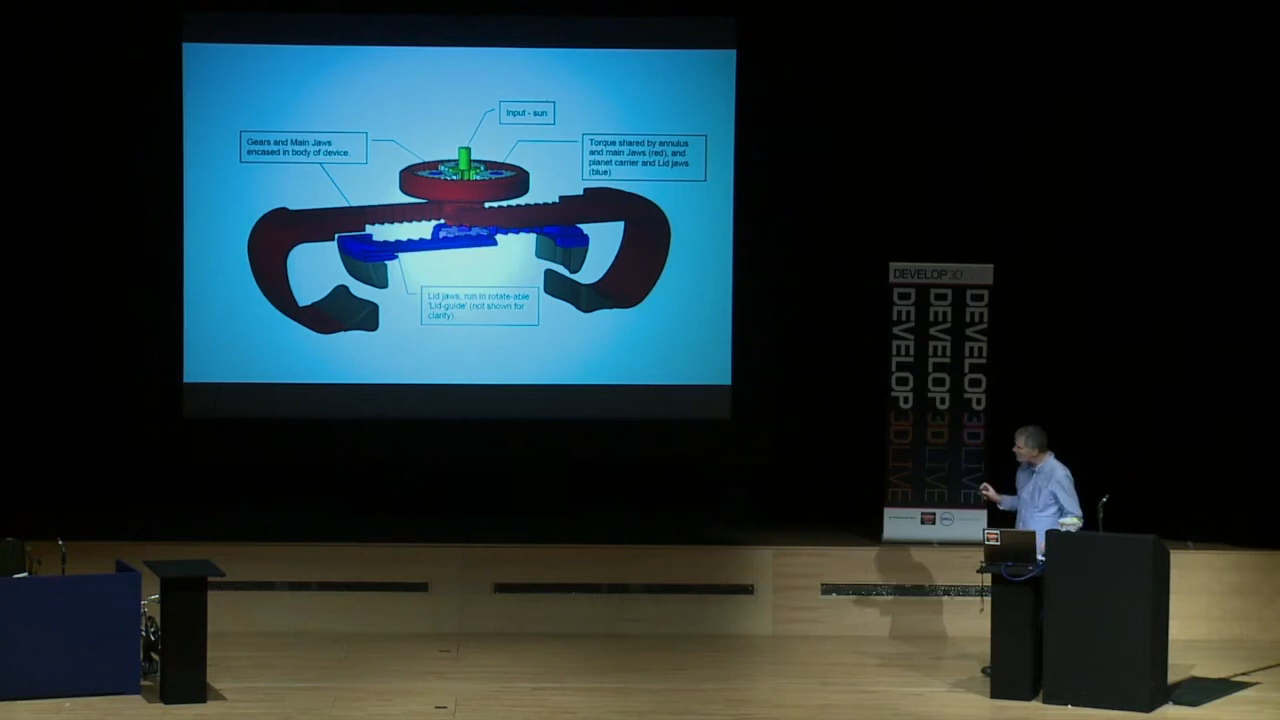 Input - sun
Gears and Main Jaws
encased in body of device.
Torque shared by annulus
and main Jaws (red), and
planet carrier and Lid jaws
(blue)
Lid jaws, run in rotate-able
'Lid-guide' (not shown for
clarity).
DEVELOP3D
DEVELOP3DLIVE
DEVELOP3DLIVE
DEVELOP3DLIVE
DELL